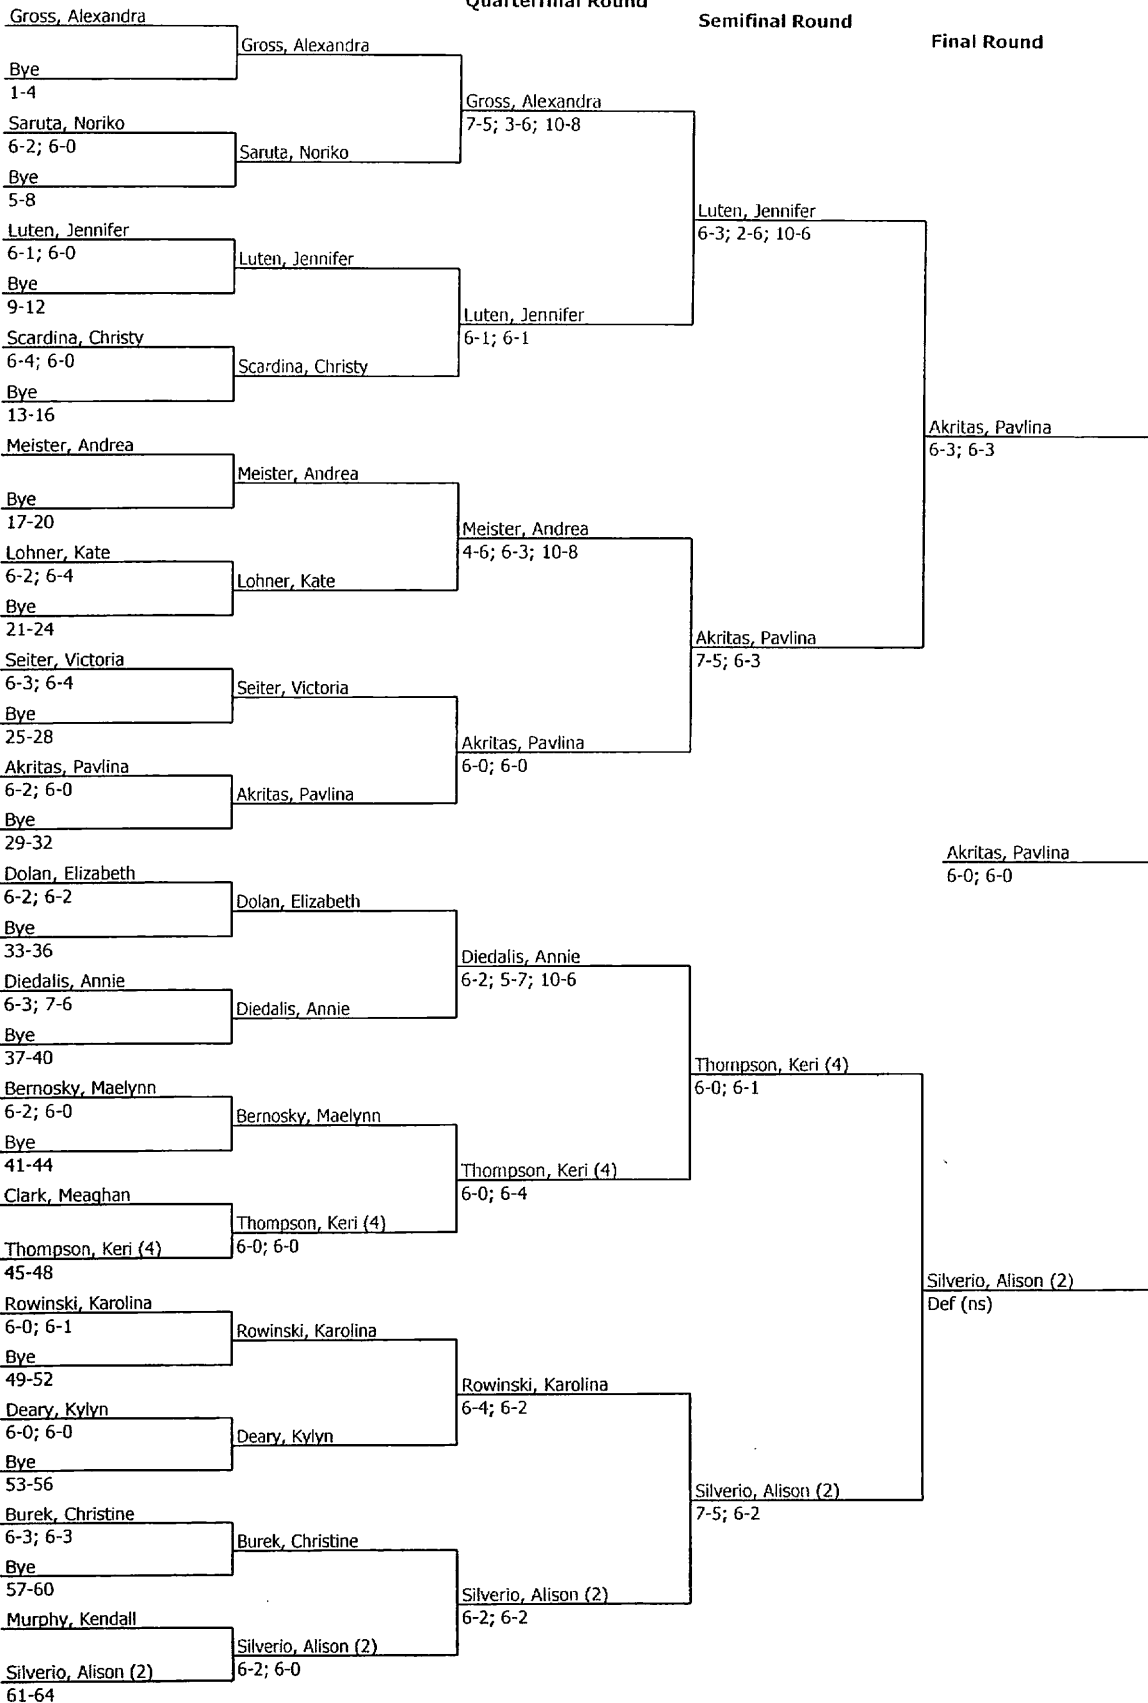 Quarterfinal Round
Semifinal Round
Final Round
Gross, Alexandra
Bye
1-4
Saruta, Noriko
6-2; 6-0
Bye
5-8
Luten, Jennifer
6-1; 6-0
Bye
9-12
Scardina, Christy
6-4; 6-0
Bye
13-16
Meister, Andrea
Bye
17-20
Lohner, Kate
6-2; 6-4
Bye
21-24
Seiter, Victoria
6-3; 6-4
Bye
25-28
Akritas, Pavlina
6-2; 6-0
Bye
29-32
Dolan, Elizabeth
6-2; 6-2
Bye
33-36
Diedalis, Annie
6-3; 7-6
Bye
37-40
Bernosky, Maelynn
6-2; 6-0
Bye
41-44
Clark, Meaghan
Thompson, Keri (4)
45-48
Rowinski, Karolina
6-0; 6-1
Bye
49-52
Deary, Kylyn
6-0; 6-0
Bye
53-56
Burek, Christine
6-3; 6-3
Bye
57-60
Murphy, Kendall
Silverio, Alison (2)
61-64
Gross, Alexandra
Saruta, Noriko
Luten, Jennifer
Scardina, Christy
Meister, Andrea
Lohner, Kate
Seiter, Victoria
Akritas, Pavlina
Dolan, Elizabeth
Diedalis, Annie
Bernosky, Maelynn
Thompson, Keri (4)
6-0; 6-0
Rowinski, Karolina
Deary, Kylyn
Burek, Christine
Silverio, Alison (2)
6-2; 6-0
Gross, Alexandra
7-5; 3-6; 10-8
Luten, Jennifer
6-1; 6-1
Meister, Andrea
4-6; 6-3; 10-8
Akritas, Pavlina
6-0; 6-0
Diedalis, Annie
6-2; 5-7; 10-6
Thompson, Keri (4)
6-0; 6-4
Rowinski, Karolina
6-4; 6-2
Silverio, Alison (2)
6-2; 6-2
Luten, Jennifer
6-3; 2-6; 10-6
Akritas, Pavlina
7-5; 6-3
Thompson, Keri (4)
6-0; 6-1
Silverio, Alison (2)
7-5; 6-2
Akritas, Pavlina
6-3; 6-3
Akritas, Pavlina
6-0; 6-0
Silverio, Alison (2)
Def (ns)